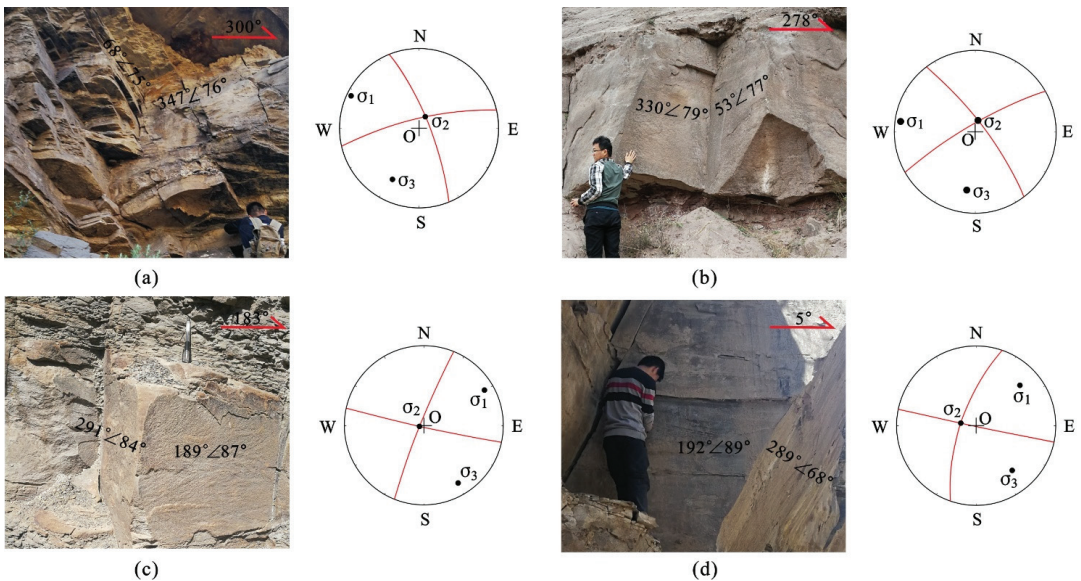 300°
68°∠75°
347°∠76°
N
W
E
S
O
σ₁
σ₂
σ₃
(a)
278°
330°∠79°
53°∠77°
N
W
E
S
O
σ₁
σ₂
σ₃
(b)
183°
291°∠84°
189°∠87°
N
W
E
S
O
σ₁
σ₂
σ₃
(c)
5°
192°∠89°
289°∠68°
N
W
E
S
O
σ₁
σ₂
σ₃
(d)